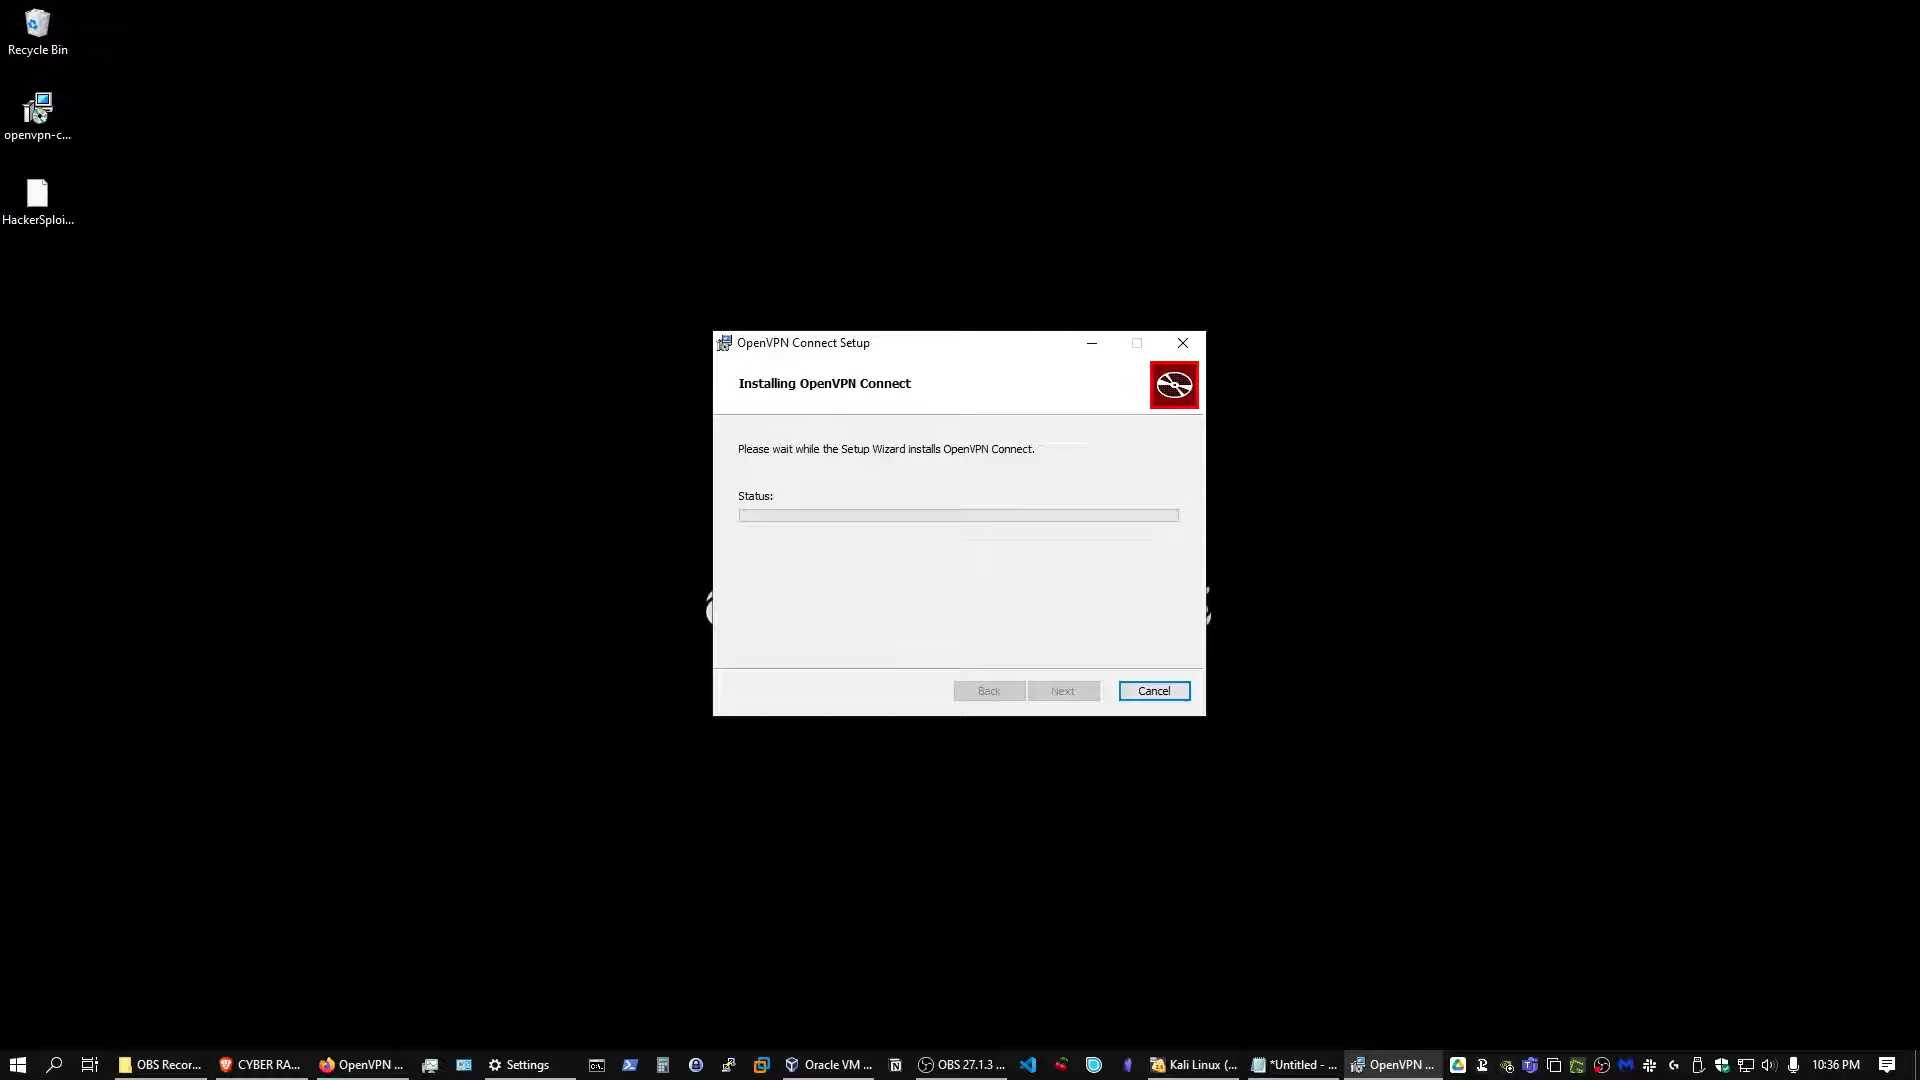 Recycle Bin
openvpn-c...
HackerSploi...
OpenVPN Connect Setup
Installing OpenVPN Connect
Please wait while the Setup Wizard installs OpenVPN Connect.
Status:
Back
Next
Cancel
OBS Recor...
CYBER RA...
OpenVPN ...
Settings
Oracle VM ...
OBS 27.1.3 ...
Kali Linux (...
*Untitled - ...
OpenVPN ...
10:36 PM